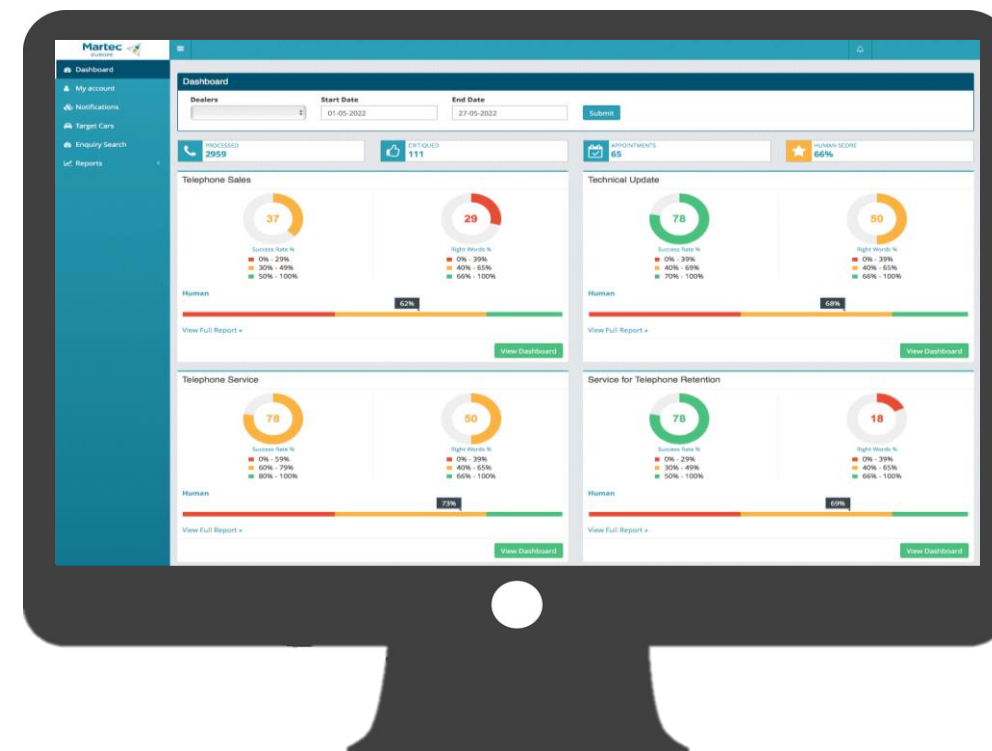 Martec
EUROPE
Dashboard
My account
Notifications
Target Cars
Enquiry Search
Reports
Dashboard
Dealers Start Date End Date
01-05-2022 27-05-2022 Submit
PROCESSED
2959
CRITIQUED
111
APPOINTMENTS
65
HUMAN SCORE
66%
Telephone Sales
37 29
Success Rate % Right Words %
0% - 29% 0% - 39%
30% - 49% 40% - 65%
50% - 100% 66% - 100%
Human
62%
View Full Report »
View Dashboard
Technical Update
78 50
Success Rate % Right Words %
0% - 39% 0% - 39%
40% - 69% 40% - 65%
70% - 100% 66% - 100%
Human
68%
View Full Report »
View Dashboard
Telephone Service
78 50
Success Rate % Right Words %
0% - 59% 0% - 39%
60% - 79% 40% - 65%
80% - 100% 66% - 100%
Human
73%
View Full Report »
View Dashboard
Service for Telephone Retention
78 18
Success Rate % Right Words %
0% - 29% 0% - 39%
30% - 49% 40% - 65%
50% - 100% 66% - 100%
Human
69%
View Full Report »
View Dashboard